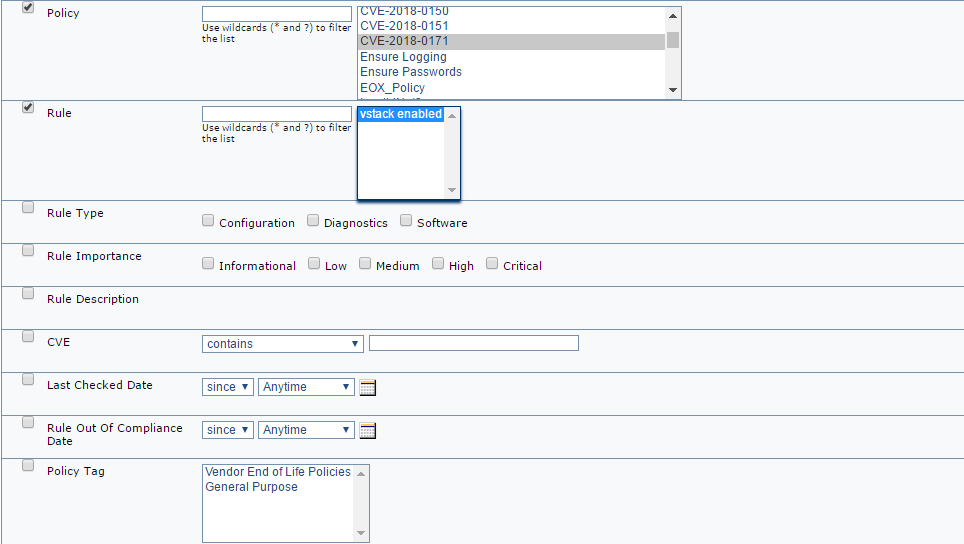 Policy
Use wildcards (* and ?) to filter
the list
CVE-2018-0150
CVE-2018-0151
CVE-2018-0171
Ensure Logging
Ensure Passwords
EOX_Policy
Rule
Use wildcards (* and ?) to filter
the list
vstack enabled
Rule Type
Configuration Diagnostics Software
Rule Importance
Informational Low Medium High Critical
Rule Description
CVE
contains
Last Checked Date
since Anytime
Rule Out Of Compliance
Date
since Anytime
Policy Tag
Vendor End of Life Policies
General Purpose